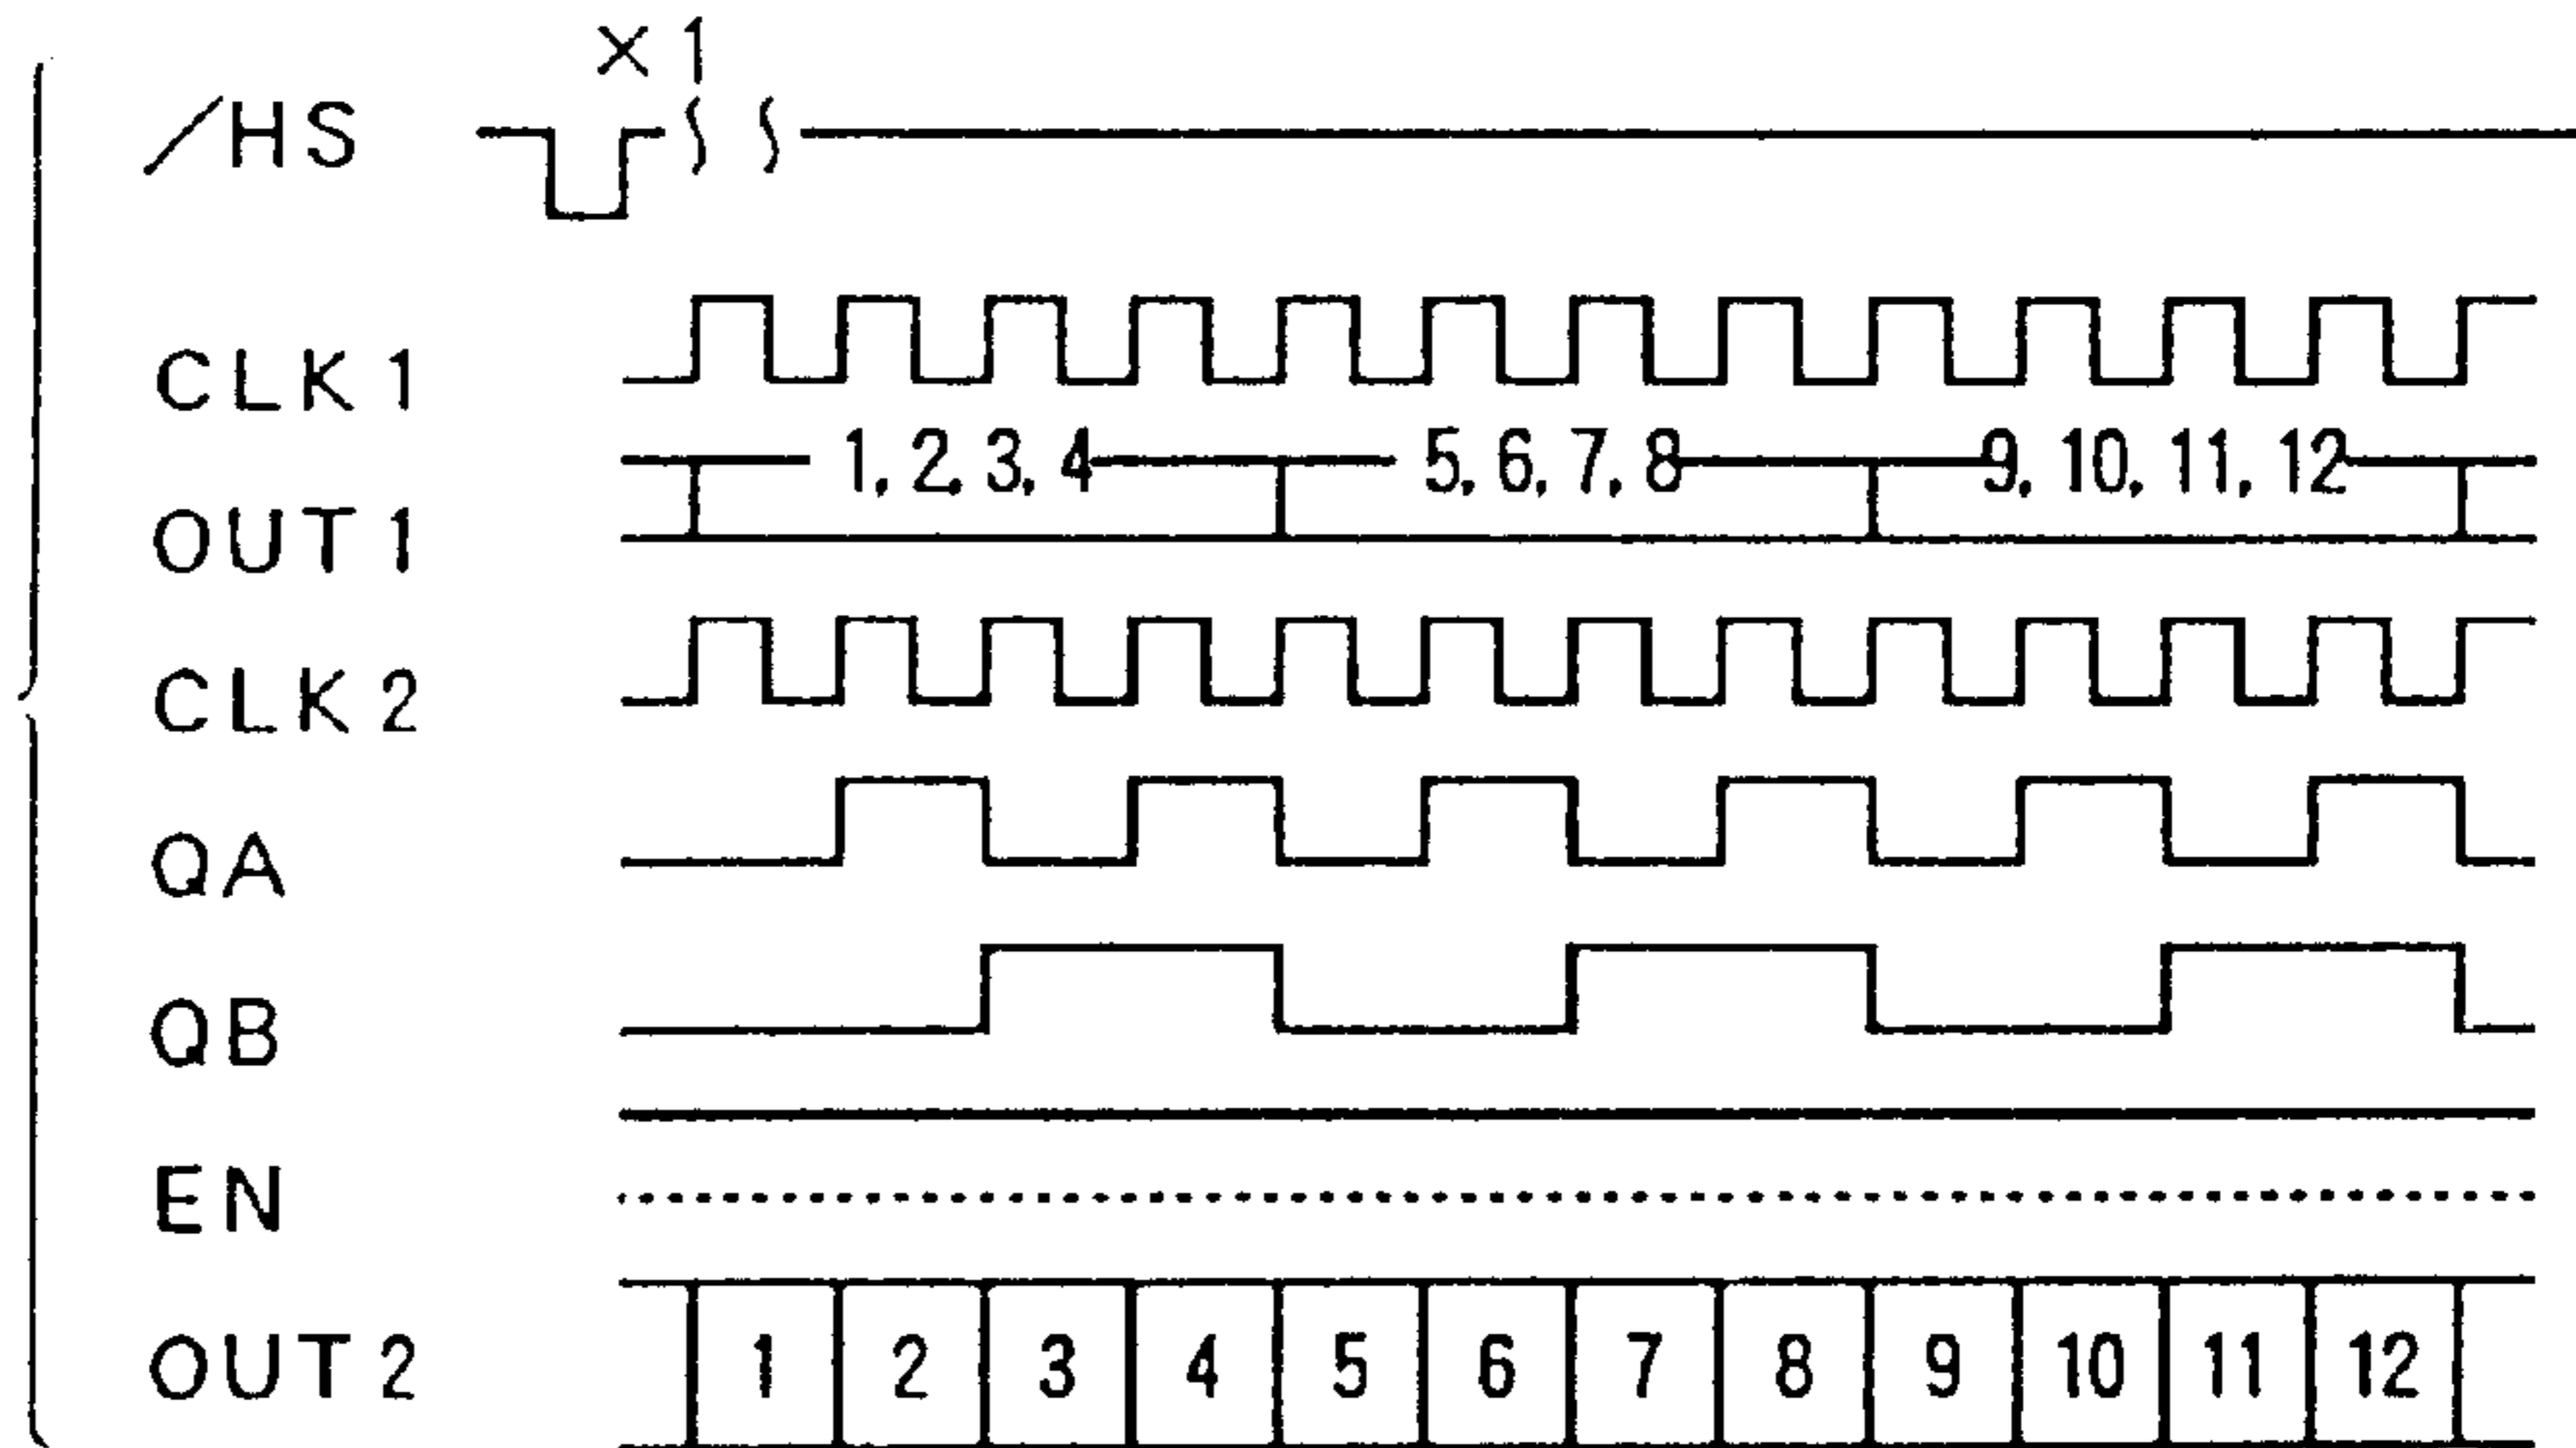 ×1
/HS
CLK1
1, 2, 3, 4 5, 6, 7, 8 9, 10, 11, 12
OUT1
CLK2
QA
QB
EN
OUT2 1 2 3 4 5 6 7 8 9 10 11 12